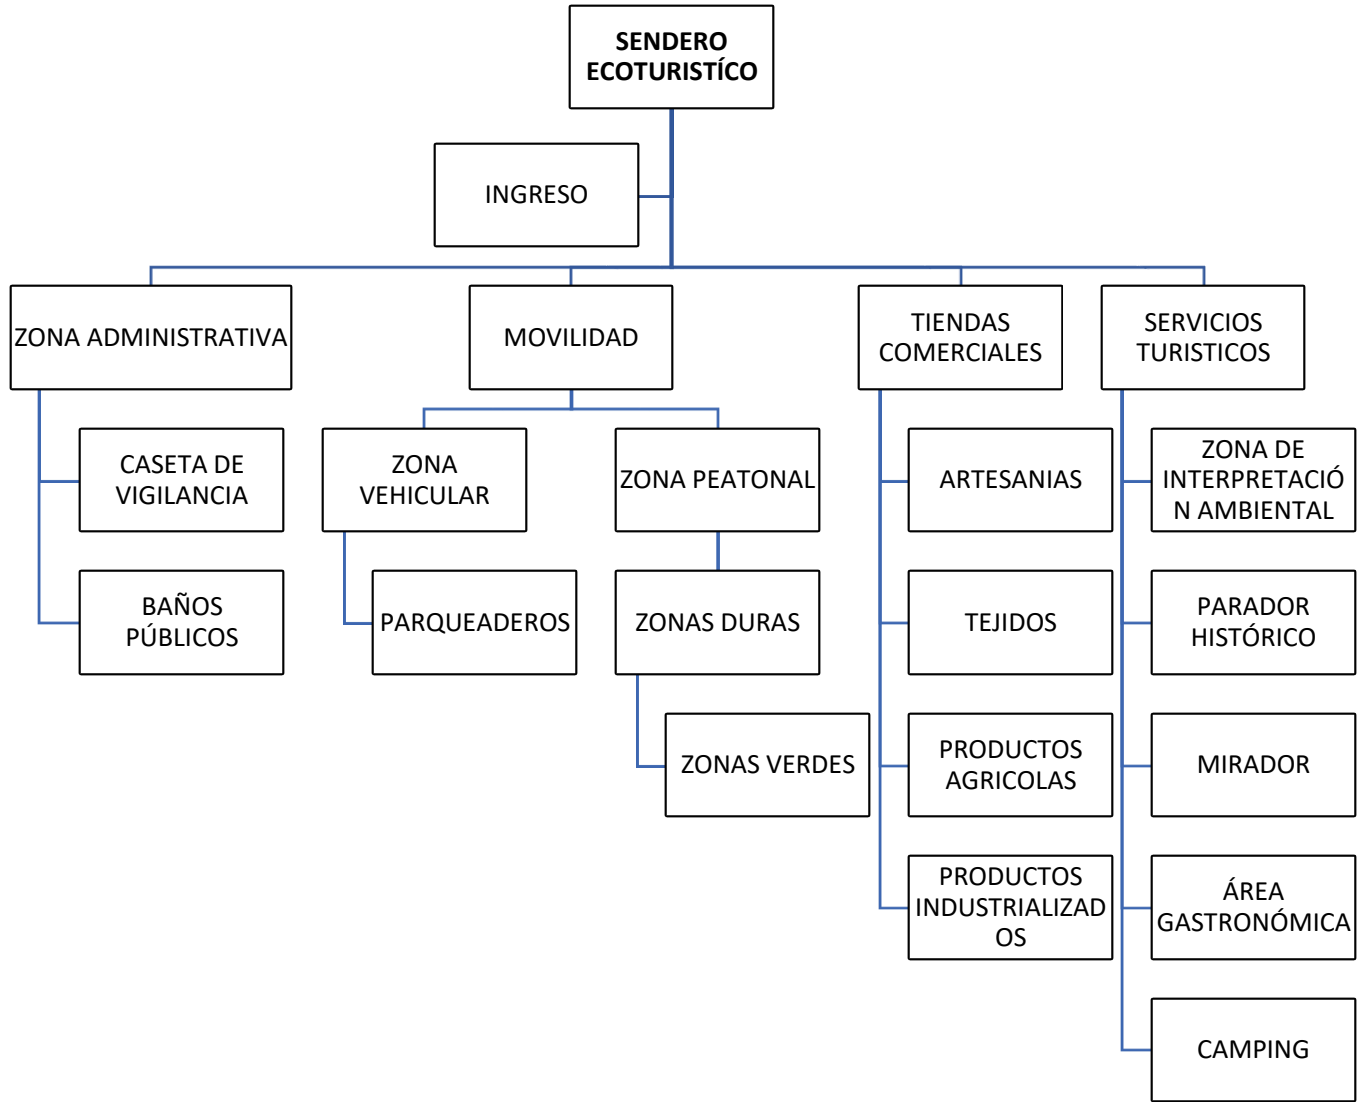 SENDERO
ECOTURISTÍCO
INGRESO
ZONA ADMINISTRATIVA
MOVILIDAD
TIENDAS
COMERCIALES
SERVICIOS
TURISTICOS
CASETA DE
VIGILANCIA
ZONA
VEHICULAR
ZONA PEATONAL
ARTESANIAS
ZONA DE
INTERPRETACIÓ
N AMBIENTAL
BAÑOS
PÚBLICOS
PARQUEADEROS
ZONAS DURAS
TEJIDOS
PARADOR
HISTÓRICO
ZONAS VERDES
PRODUCTOS
AGRICOLAS
MIRADOR
PRODUCTOS
INDUSTRIALIZAD
OS
ÁREA
GASTRONÓMICA
CAMPING